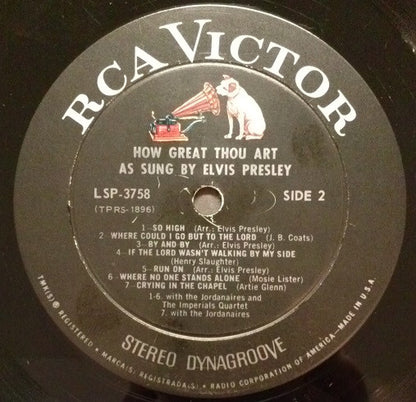 RCA VICTOR
HOW GREAT THOU ART
AS SUNG BY ELVIS PRESLEY
LSP-3758
SIDE 2
(TPRS-1896)
1-SO HIGH (Arr.: Elvis Presley)
2-WHERE COULD I GO BUT TO THE LORD (J. B. Coats)
3-BY AND BY (Arr.: Elvis Presley)
4-IF THE LORD WASN'T WALKING BY MY SIDE
(Henry Slaughter)
5-RUN ON (Arr.: Elvis Presley)
6-WHERE NO ONE STANDS ALONE (Mosie Lister)
7-CRYING IN THE CHAPEL (Artie Glenn)
1-6. with the Jordanaires and
The Imperials Quartet
7. with the Jordanaires
STEREO DYNAGROOVE
TMK(S)® REGISTERED • MARCA(S) REGISTRADA(S) • RADIO CORPORATION OF AMERICA-MADE IN U.S.A.